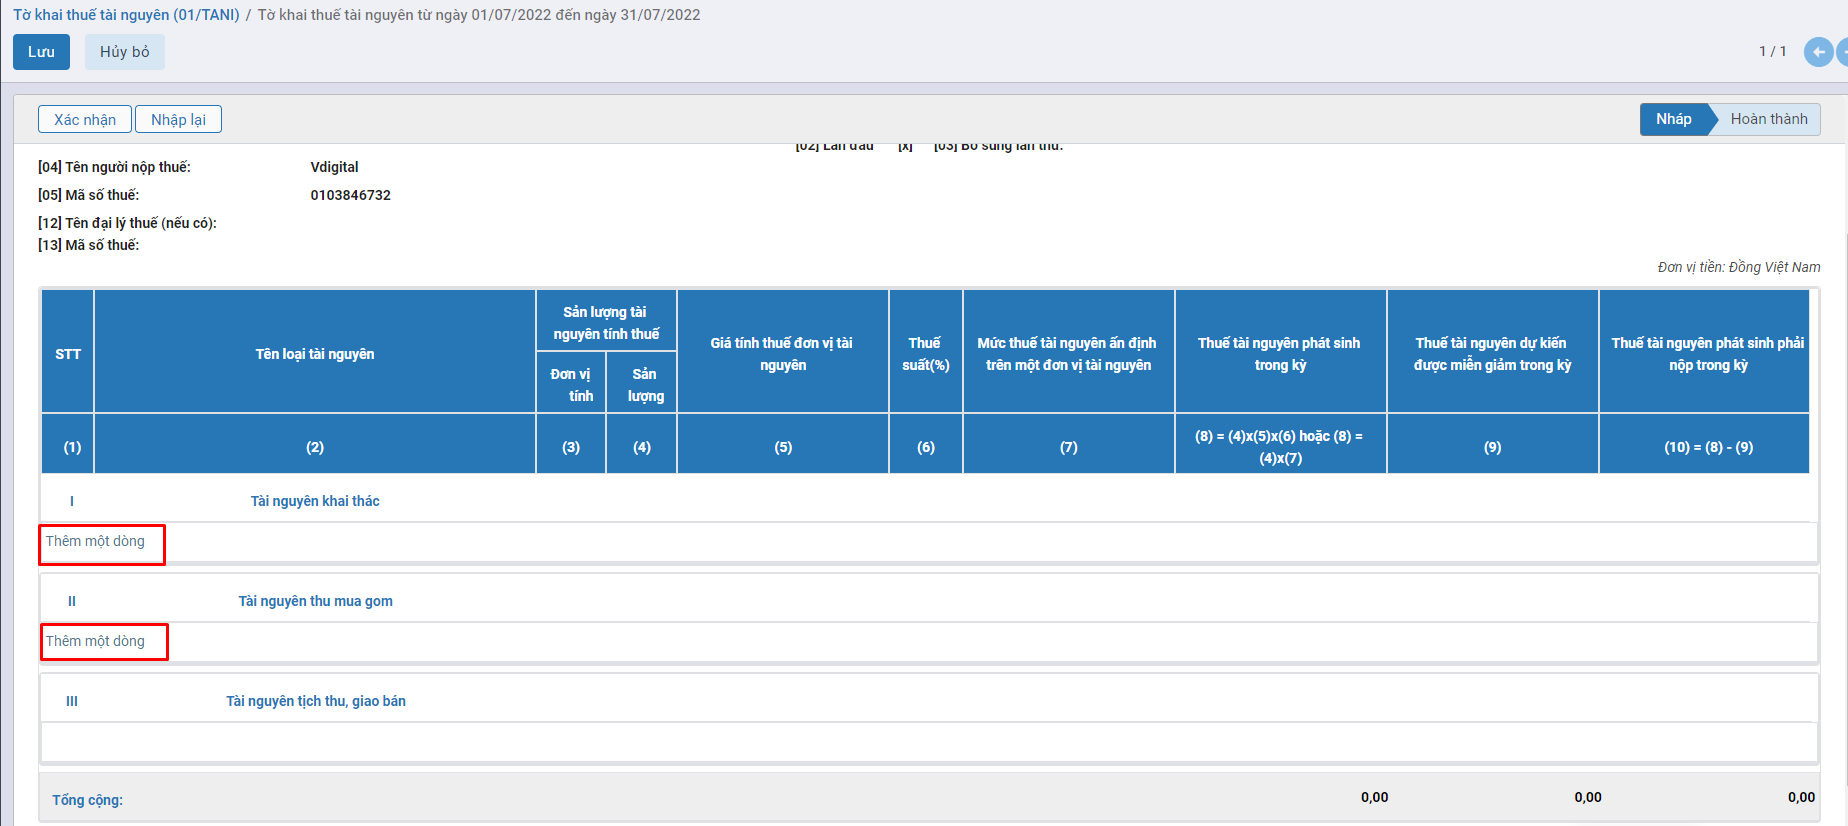 Tờ khai thuế tài nguyên (01/TANI) / Tờ khai thuế tài nguyên từ ngày 01/07/2022 đến ngày 31/07/2022
Lưu Hủy bỏ 1 / 1
Xác nhận Nhập lại Nháp Hoàn thành
[02] Lần đầu [x] [03] Bổ sung lần thứ:
[04] Tên người nộp thuế: Vdigital
[05] Mã số thuế: 0103846732
[12] Tên đại lý thuế (nếu có):
[13] Mã số thuế:
Đơn vị tiền: Đồng Việt Nam
STT
Tên loại tài nguyên
Sản lượng tài
nguyên tính thuế
Đơn vị
tính
Sản
lượng
Giá tính thuế đơn vị tài
nguyên
Thuế
suất(%)
Mức thuế tài nguyên ấn định
trên một đơn vị tài nguyên
Thuế tài nguyên phát sinh
trong kỳ
Thuế tài nguyên dự kiến
được miễn giảm trong kỳ
Thuế tài nguyên phát sinh phải
nộp trong kỳ
(1) (2) (3) (4) (5) (6) (7)
(8) = (4)x(5)x(6) hoặc (8) =
(4)x(7)
(9) (10) = (8) - (9)
I Tài nguyên khai thác
Thêm một dòng
II Tài nguyên thu mua gom
Thêm một dòng
III Tài nguyên tịch thu, giao bán
Tổng cộng: 0,00 0,00 0,00